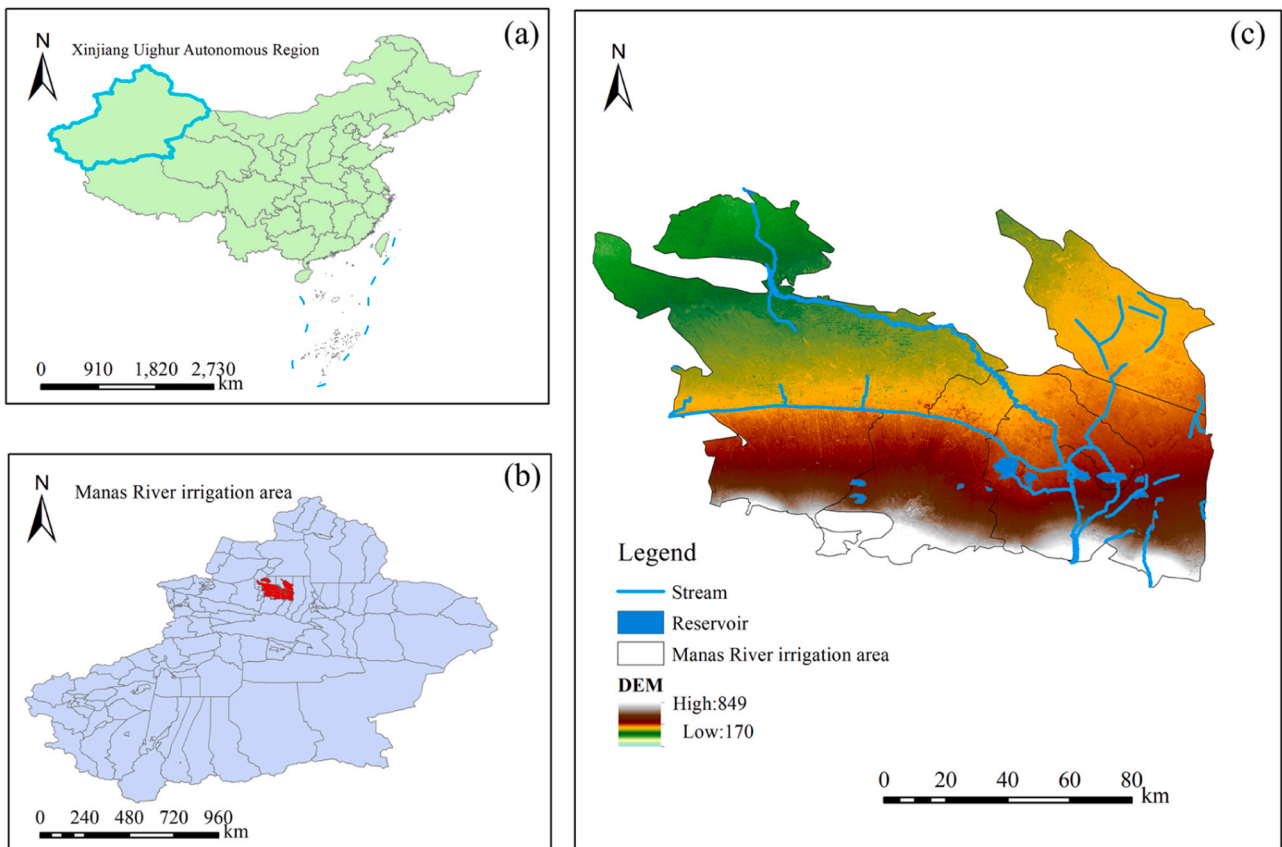 (a)
N
Xinjiang Uighur Autonomous Region
0 910 1,820 2,730
km
(b)
N
Manas River irrigation area
0 240 480 720 960
km
(c)
N
Legend
Stream
Reservoir
Manas River irrigation area
DEM
High:849
Low:170
0 20 40 60 80
km